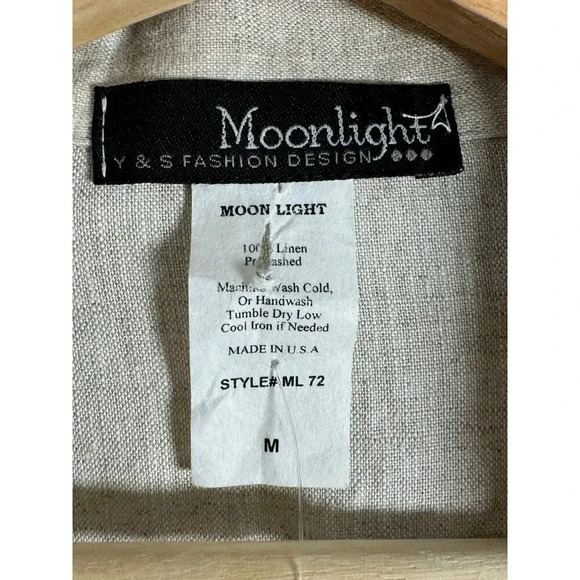 Moonlight
Y & S FASHION DESIGN
MOON LIGHT
100% Linen
Prewashed
Machine Wash Cold,
Or Handwash
Tumble Dry Low
Cool Iron if Needed
MADE IN U.S.A
STYLE# ML 72
M